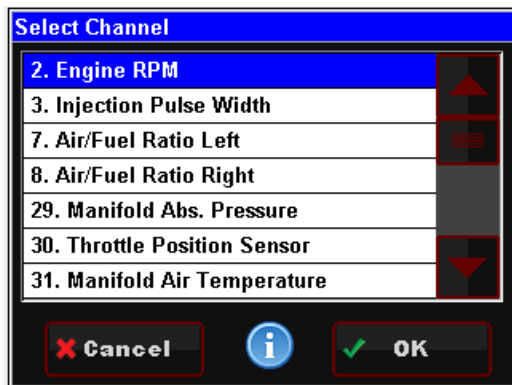 Select Channel
2. Engine RPM
3. Injection Pulse Width
7. Air/Fuel Ratio Left
8. Air/Fuel Ratio Right
29. Manifold Abs. Pressure
30. Throttle Position Sensor
31. Manifold Air Temperature
Cancel
i
OK